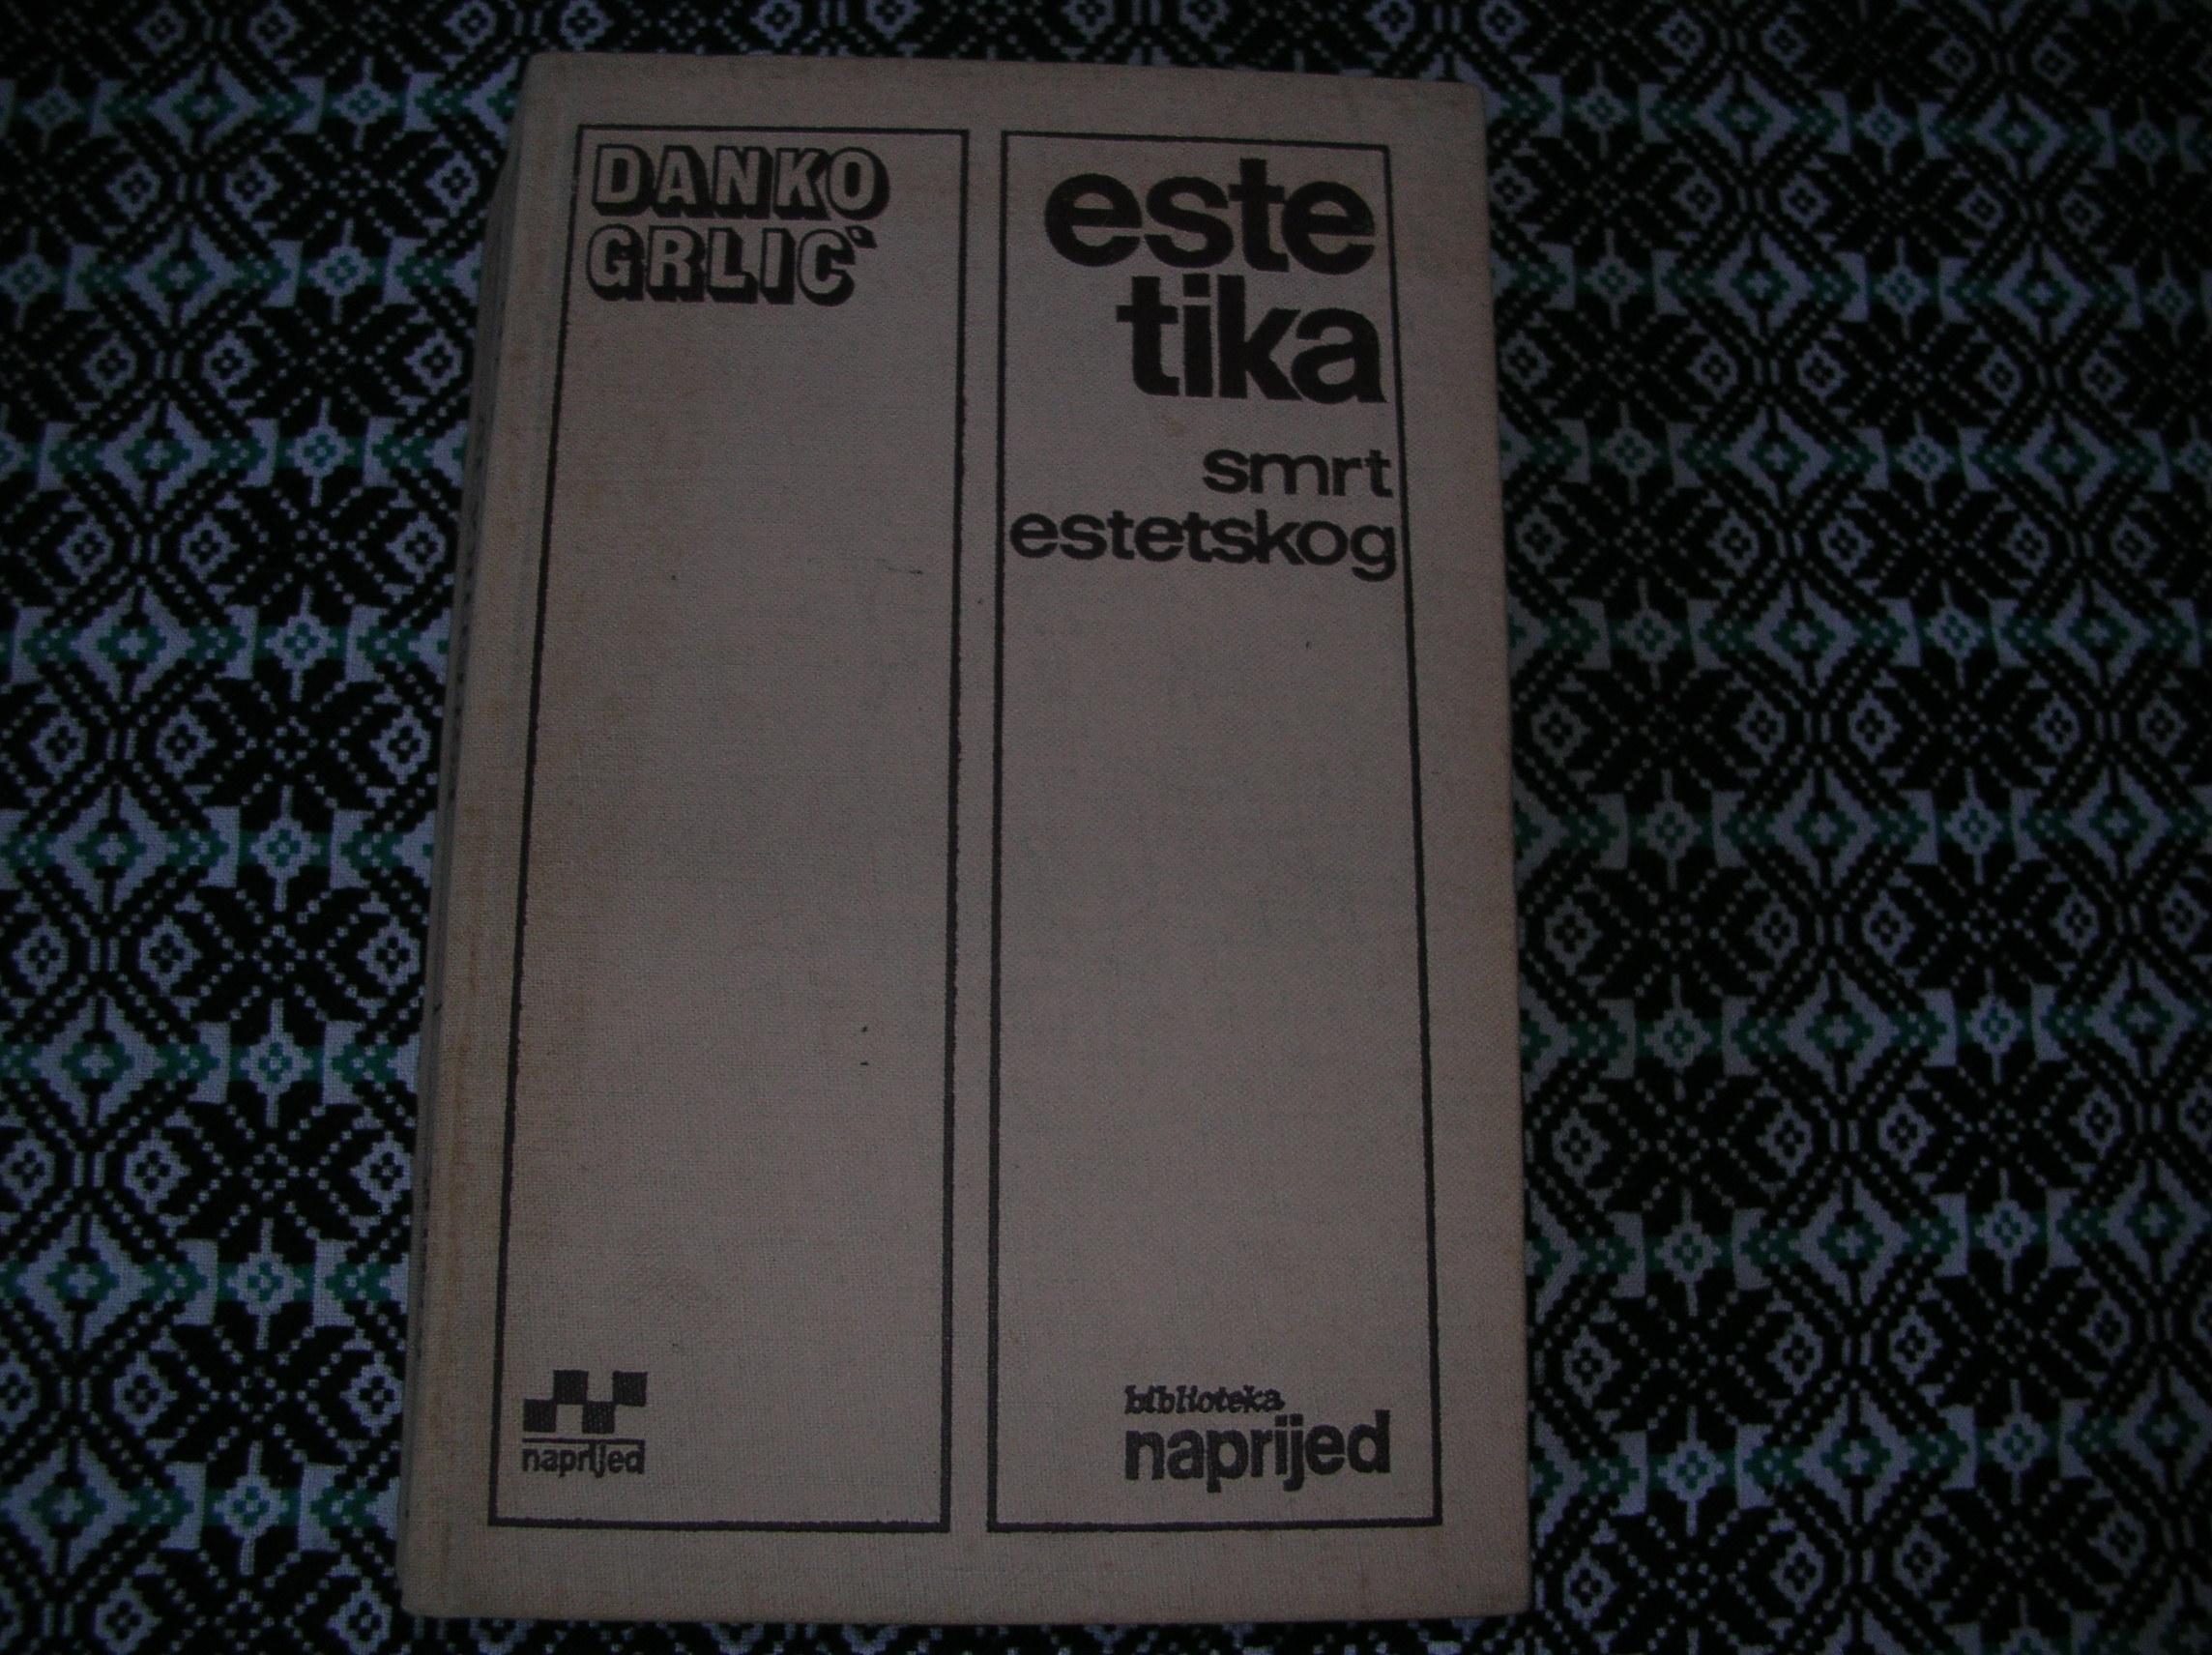 DANKO
GRLIĆ
este
tika
smrt
estetskog
naprijed
biblioteka
naprijed